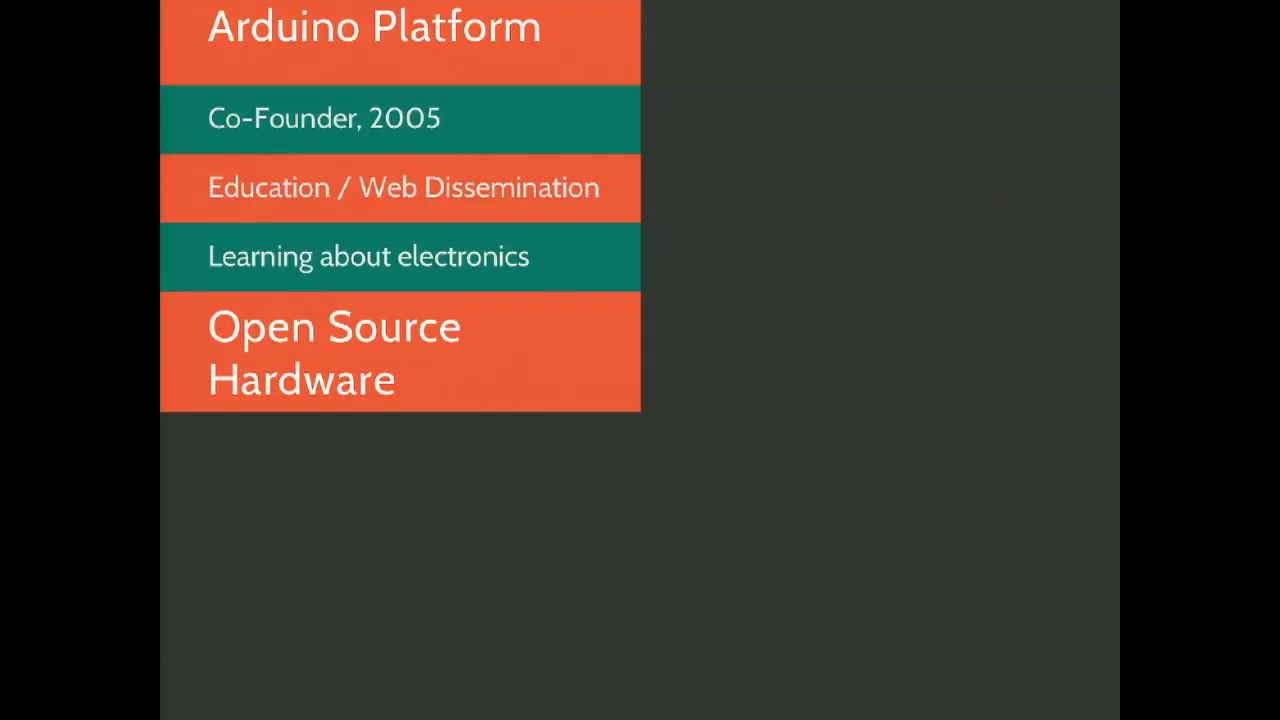 Arduino Platform
Co-Founder, 2005
Education / Web Dissemination
Learning about electronics
Open Source
Hardware